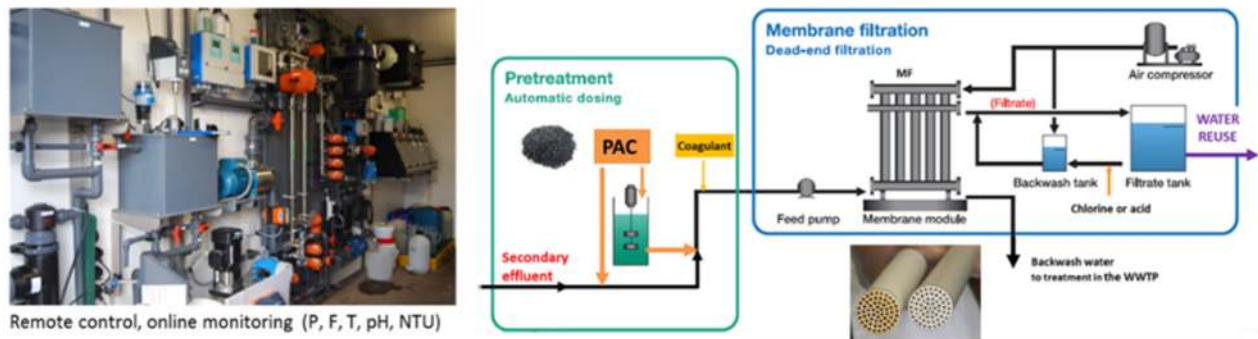 Remote control, online monitoring (P, F, T, pH, NTU)
Pretreatment
Automatic dosing
PAC
Coagulant
Secondary
effluent
Feed pump
Membrane filtration
Dead-end filtration
MF
Membrane module
(Filtrate)
Air compressor
Backwash tank
Filtrate tank
Chlorine or acid
WATER
REUSE
Backwash water
to treatment in the WWTP